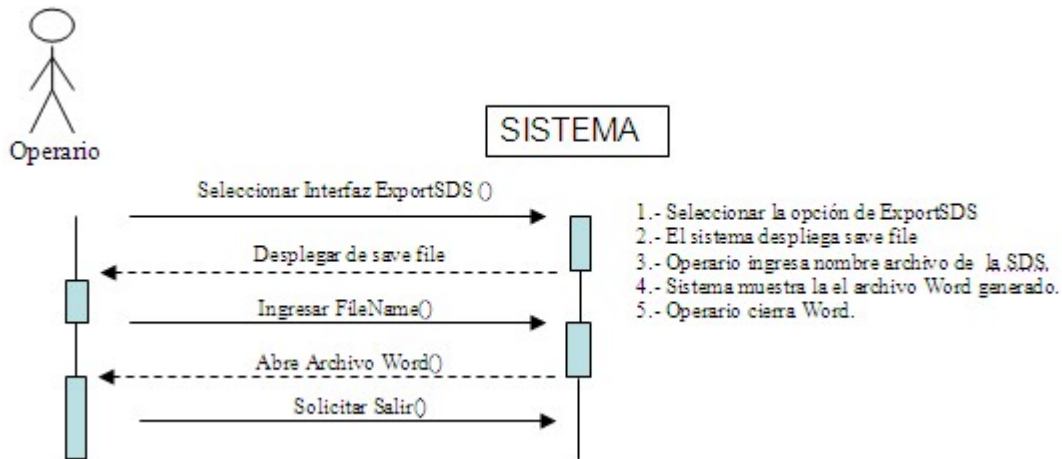 Operario
SISTEMA
Seleccionar Interfaz ExportSDS ()
Desplegar de save file
Ingresar FileName()
Abre Archivo Word()
Solicitar Salir()
1.- Seleccionar la opción de ExportSDS
2.- El sistema despliega save file
3.- Operario ingresa nombre archivo de la SDS.
4.- Sistema muestra la el archivo Word generado.
5.- Operario cierra Word.